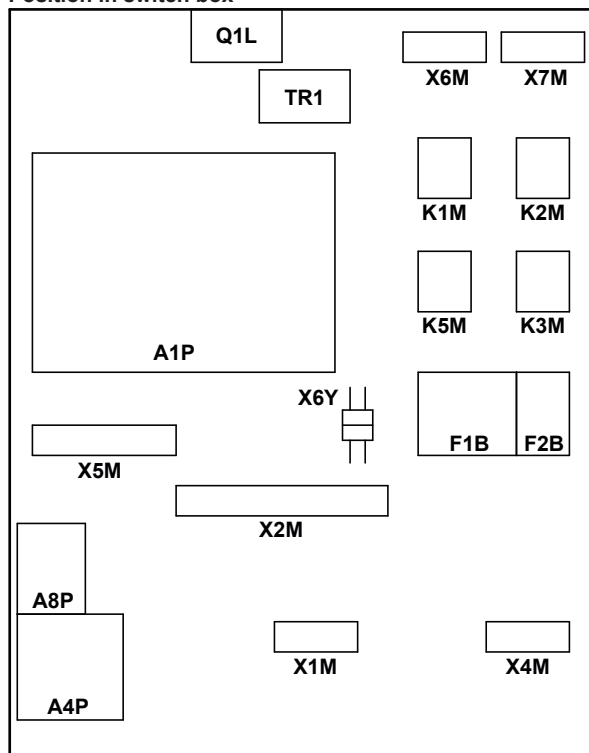 Position in switch box
Q1L
X6M X7M
TR1
K1M K2M
K5M K3M
A1P
X6Y
F1B F2B
X5M
X2M
A8P
X1M X4M
A4P